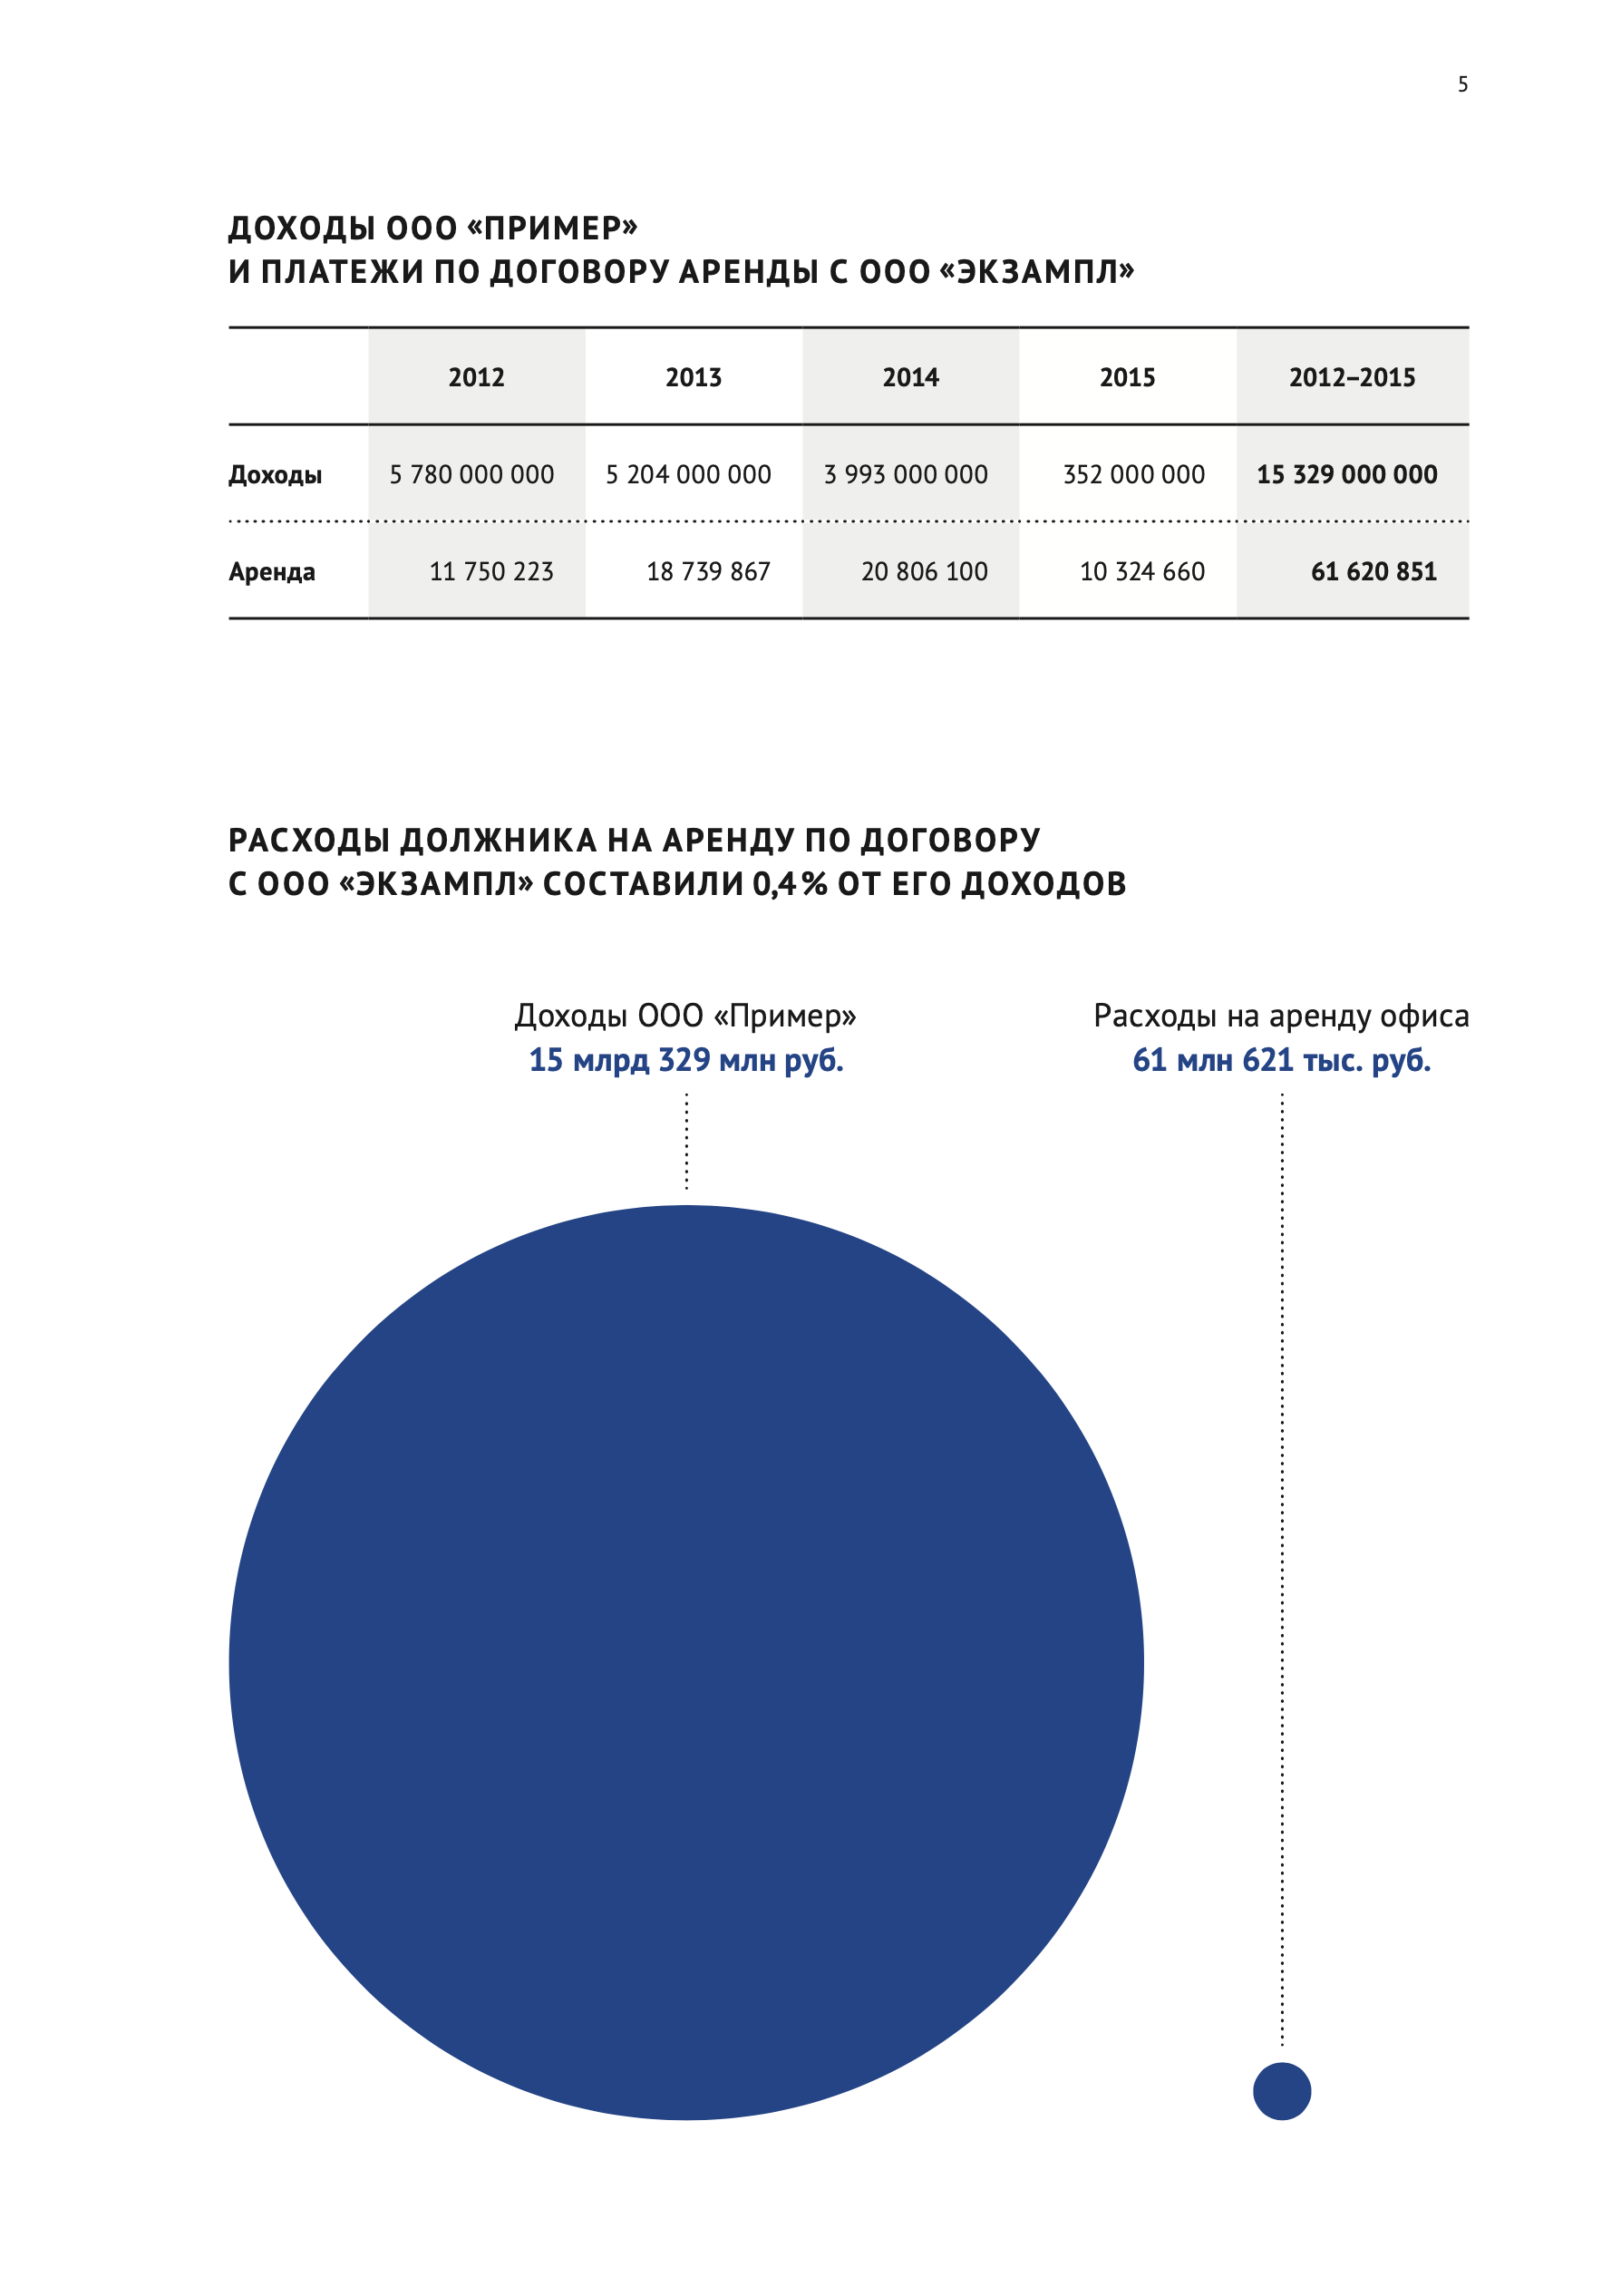 5
ДОХОДЫ ООО «ПРИМЕР»
И ПЛАТЕЖИ ПО ДОГОВОРУ АРЕНДЫ С ООО «ЭКЗАМПЛ»
2012 2013 2014 2015 2012–2015
Доходы 5 780 000 000 5 204 000 000 3 993 000 000 352 000 000 15 329 000 000
Аренда 11 750 223 18 739 867 20 806 100 10 324 660 61 620 851
РАСХОДЫ ДОЛЖНИКА НА АРЕНДУ ПО ДОГОВОРУ
С ООО «ЭКЗАМПЛ» СОСТАВИЛИ 0,4% ОТ ЕГО ДОХОДОВ
Доходы ООО «Пример»
15 млрд 329 млн руб.
Расходы на аренду офиса
61 млн 621 тыс. руб.